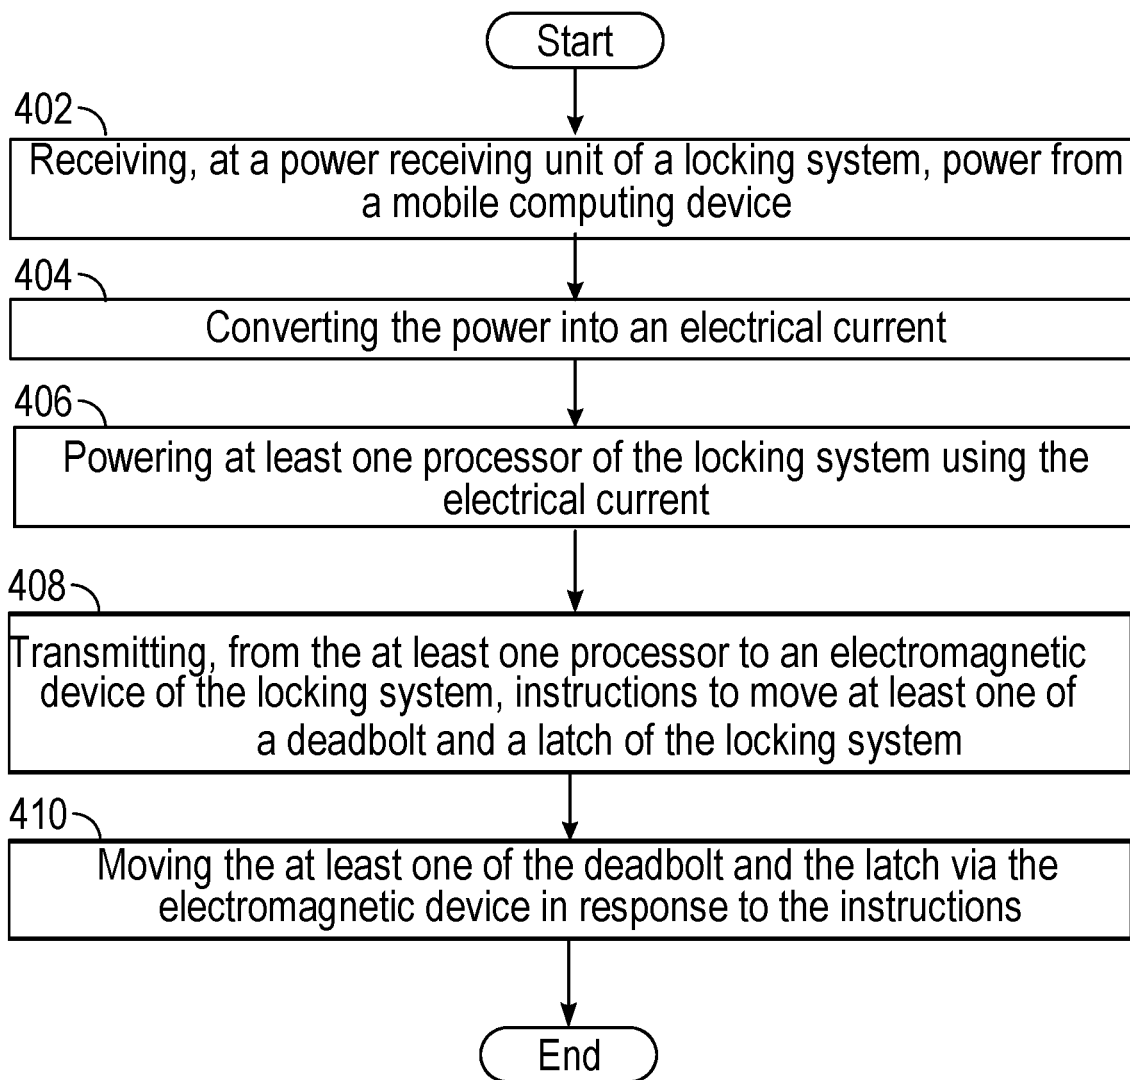 Start
402
Receiving, at a power receiving unit of a locking system, power from
a mobile computing device
404
Converting the power into an electrical current
406
Powering at least one processor of the locking system using the
electrical current
408
Transmitting, from the at least one processor to an electromagnetic
device of the locking system, instructions to move at least one of
a deadbolt and a latch of the locking system
410
Moving the at least one of the deadbolt and the latch via the
electromagnetic device in response to the instructions
End